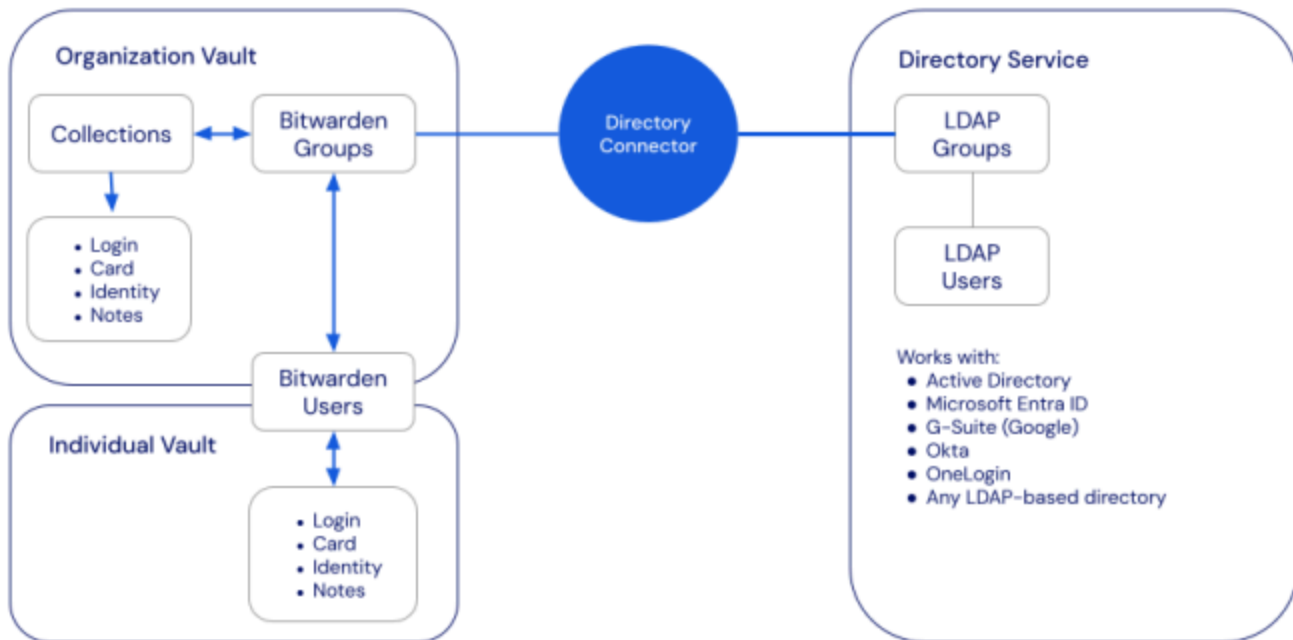 Organization Vault
Collections
Bitwarden
Groups
• Login
• Card
• Identity
• Notes
Bitwarden
Users
Individual Vault
• Login
• Card
• Identity
• Notes
Directory
Connector
Directory Service
LDAP
Groups
LDAP
Users
Works with:
• Active Directory
• Microsoft Entra ID
• G-Suite (Google)
• Okta
• OneLogin
• Any LDAP-based directory